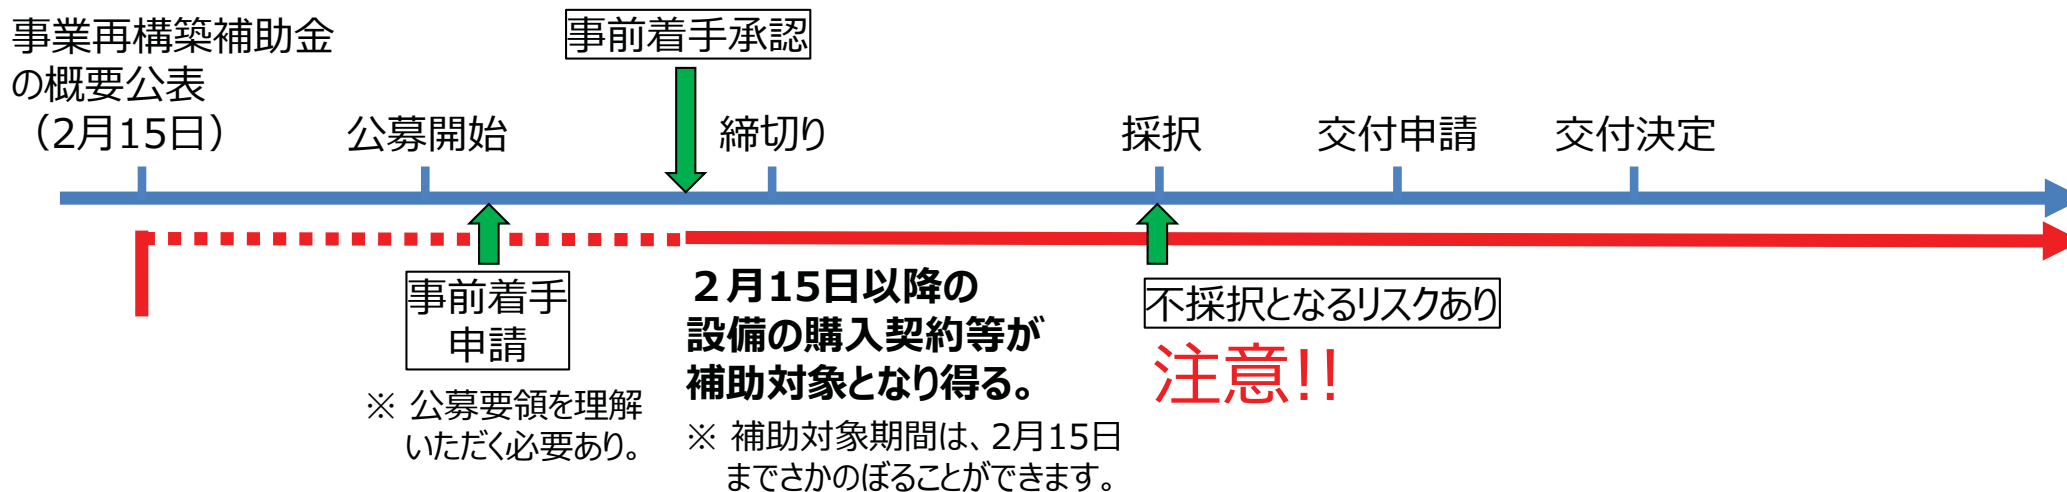 事業再構築補助金
の概要公表
（2月15日）
事前着手承認
公募開始
締切り
採択
交付申請
交付決定
事前着手
申請
※ 公募要領を理解
いただく必要あり。
２月15日以降の
設備の購入契約等が
補助対象となり得る。
※ 補助対象期間は、2月15日
までさかのぼることができます。
不採択となるリスクあり
注意!!